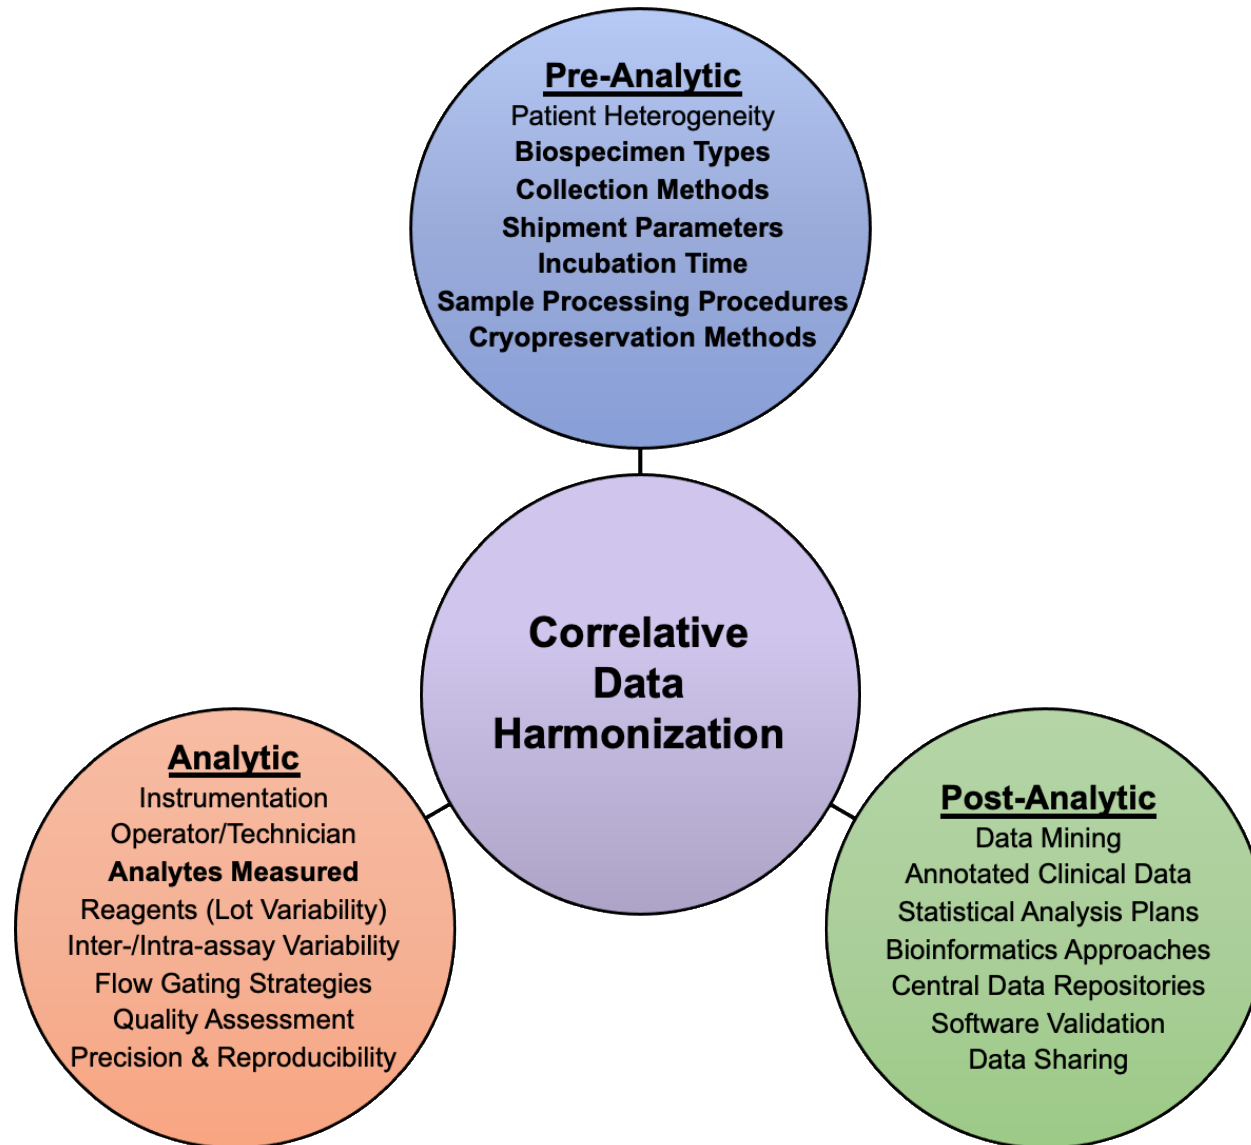 Pre-Analytic
Patient Heterogeneity
Biospecimen Types
Collection Methods
Shipment Parameters
Incubation Time
Sample Processing Procedures
Cryopreservation Methods
Correlative
Data
Harmonization
Analytic
Instrumentation
Operator/Technician
Analytes Measured
Reagents (Lot Variability)
Inter-/Intra-assay Variability
Flow Gating Strategies
Quality Assessment
Precision & Reproducibility
Post-Analytic
Data Mining
Annotated Clinical Data
Statistical Analysis Plans
Bioinformatics Approaches
Central Data Repositories
Software Validation
Data Sharing